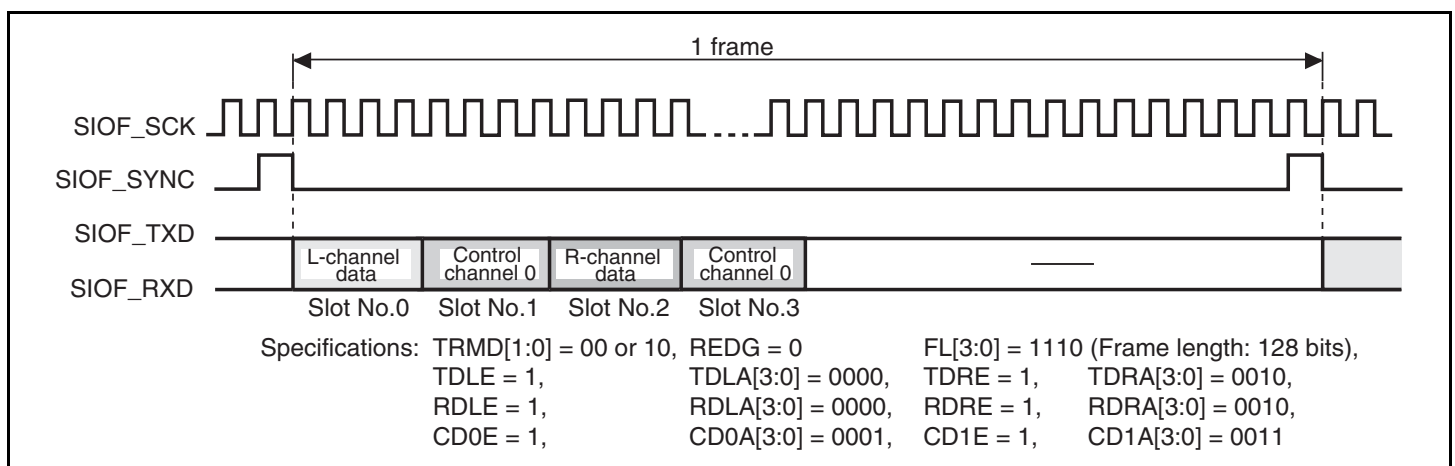 1 frame
SIOF_SCK
SIOF_SYNC
SIOF_TXD
SIOF_RXD
L-channel data
Control channel 0
R-channel data
Control channel 0
Slot No.0 Slot No.1 Slot No.2 Slot No.3
Specifications: TRMD[1:0] = 00 or 10, REDG = 0 FL[3:0] = 1110 (Frame length: 128 bits),
TDLE = 1, TDLA[3:0] = 0000, TDRE = 1, TDRA[3:0] = 0010,
RDLE = 1, RDLA[3:0] = 0000, RDRE = 1, RDRA[3:0] = 0010,
CD0E = 1, CD0A[3:0] = 0001, CD1E = 1, CD1A[3:0] = 0011